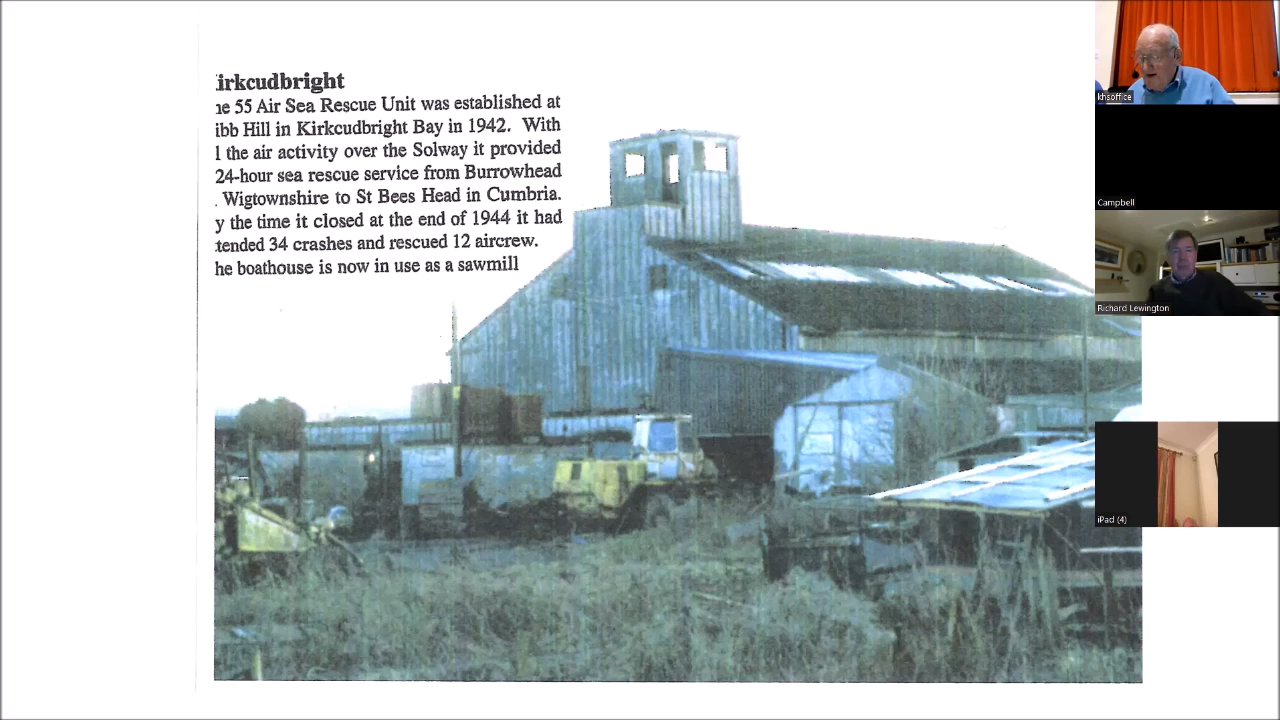 irkcudbright
ne 55 Air Sea Rescue Unit was established at
ibb Hill in Kirkcudbright Bay in 1942. With
l the air activity over the Solway it provided
24-hour sea rescue service from Burrowhead
. Wigtownshire to St Bees Head in Cumbria.
y the time it closed at the end of 1944 it had
tended 34 crashes and rescued 12 aircrew.
he boathouse is now in use as a sawmill
khsoffice
Campbell
Richard Lewington
iPad (4)